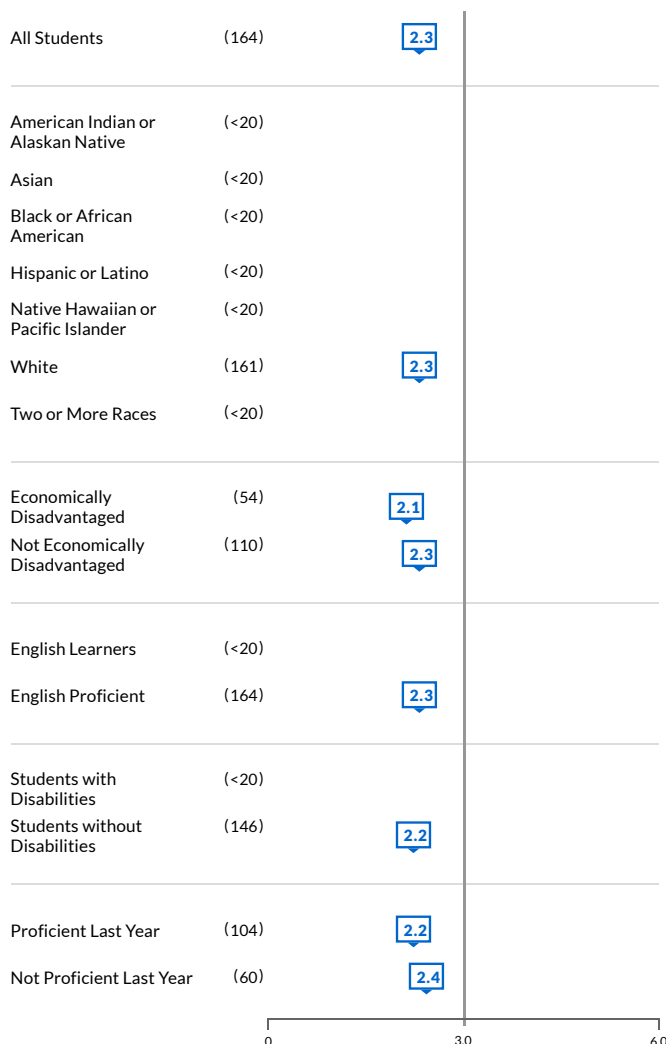 All Students (164) 2.3
American Indian or (<20)
Alaskan Native
Asian (<20)
Black or African (<20)
American
Hispanic or Latino (<20)
Native Hawaiian or (<20)
Pacific Islander
White (161) 2.3
Two or More Races (<20)
Economically (54) 2.1
Disadvantaged
Not Economically (110) 2.3
Disadvantaged
English Learners (<20)
English Proficient (164) 2.3
Students with (<20)
Disabilities
Students without (146) 2.2
Disabilities
Proficient Last Year (104) 2.2
Not Proficient Last Year (60) 2.4
0 3.0 6.0